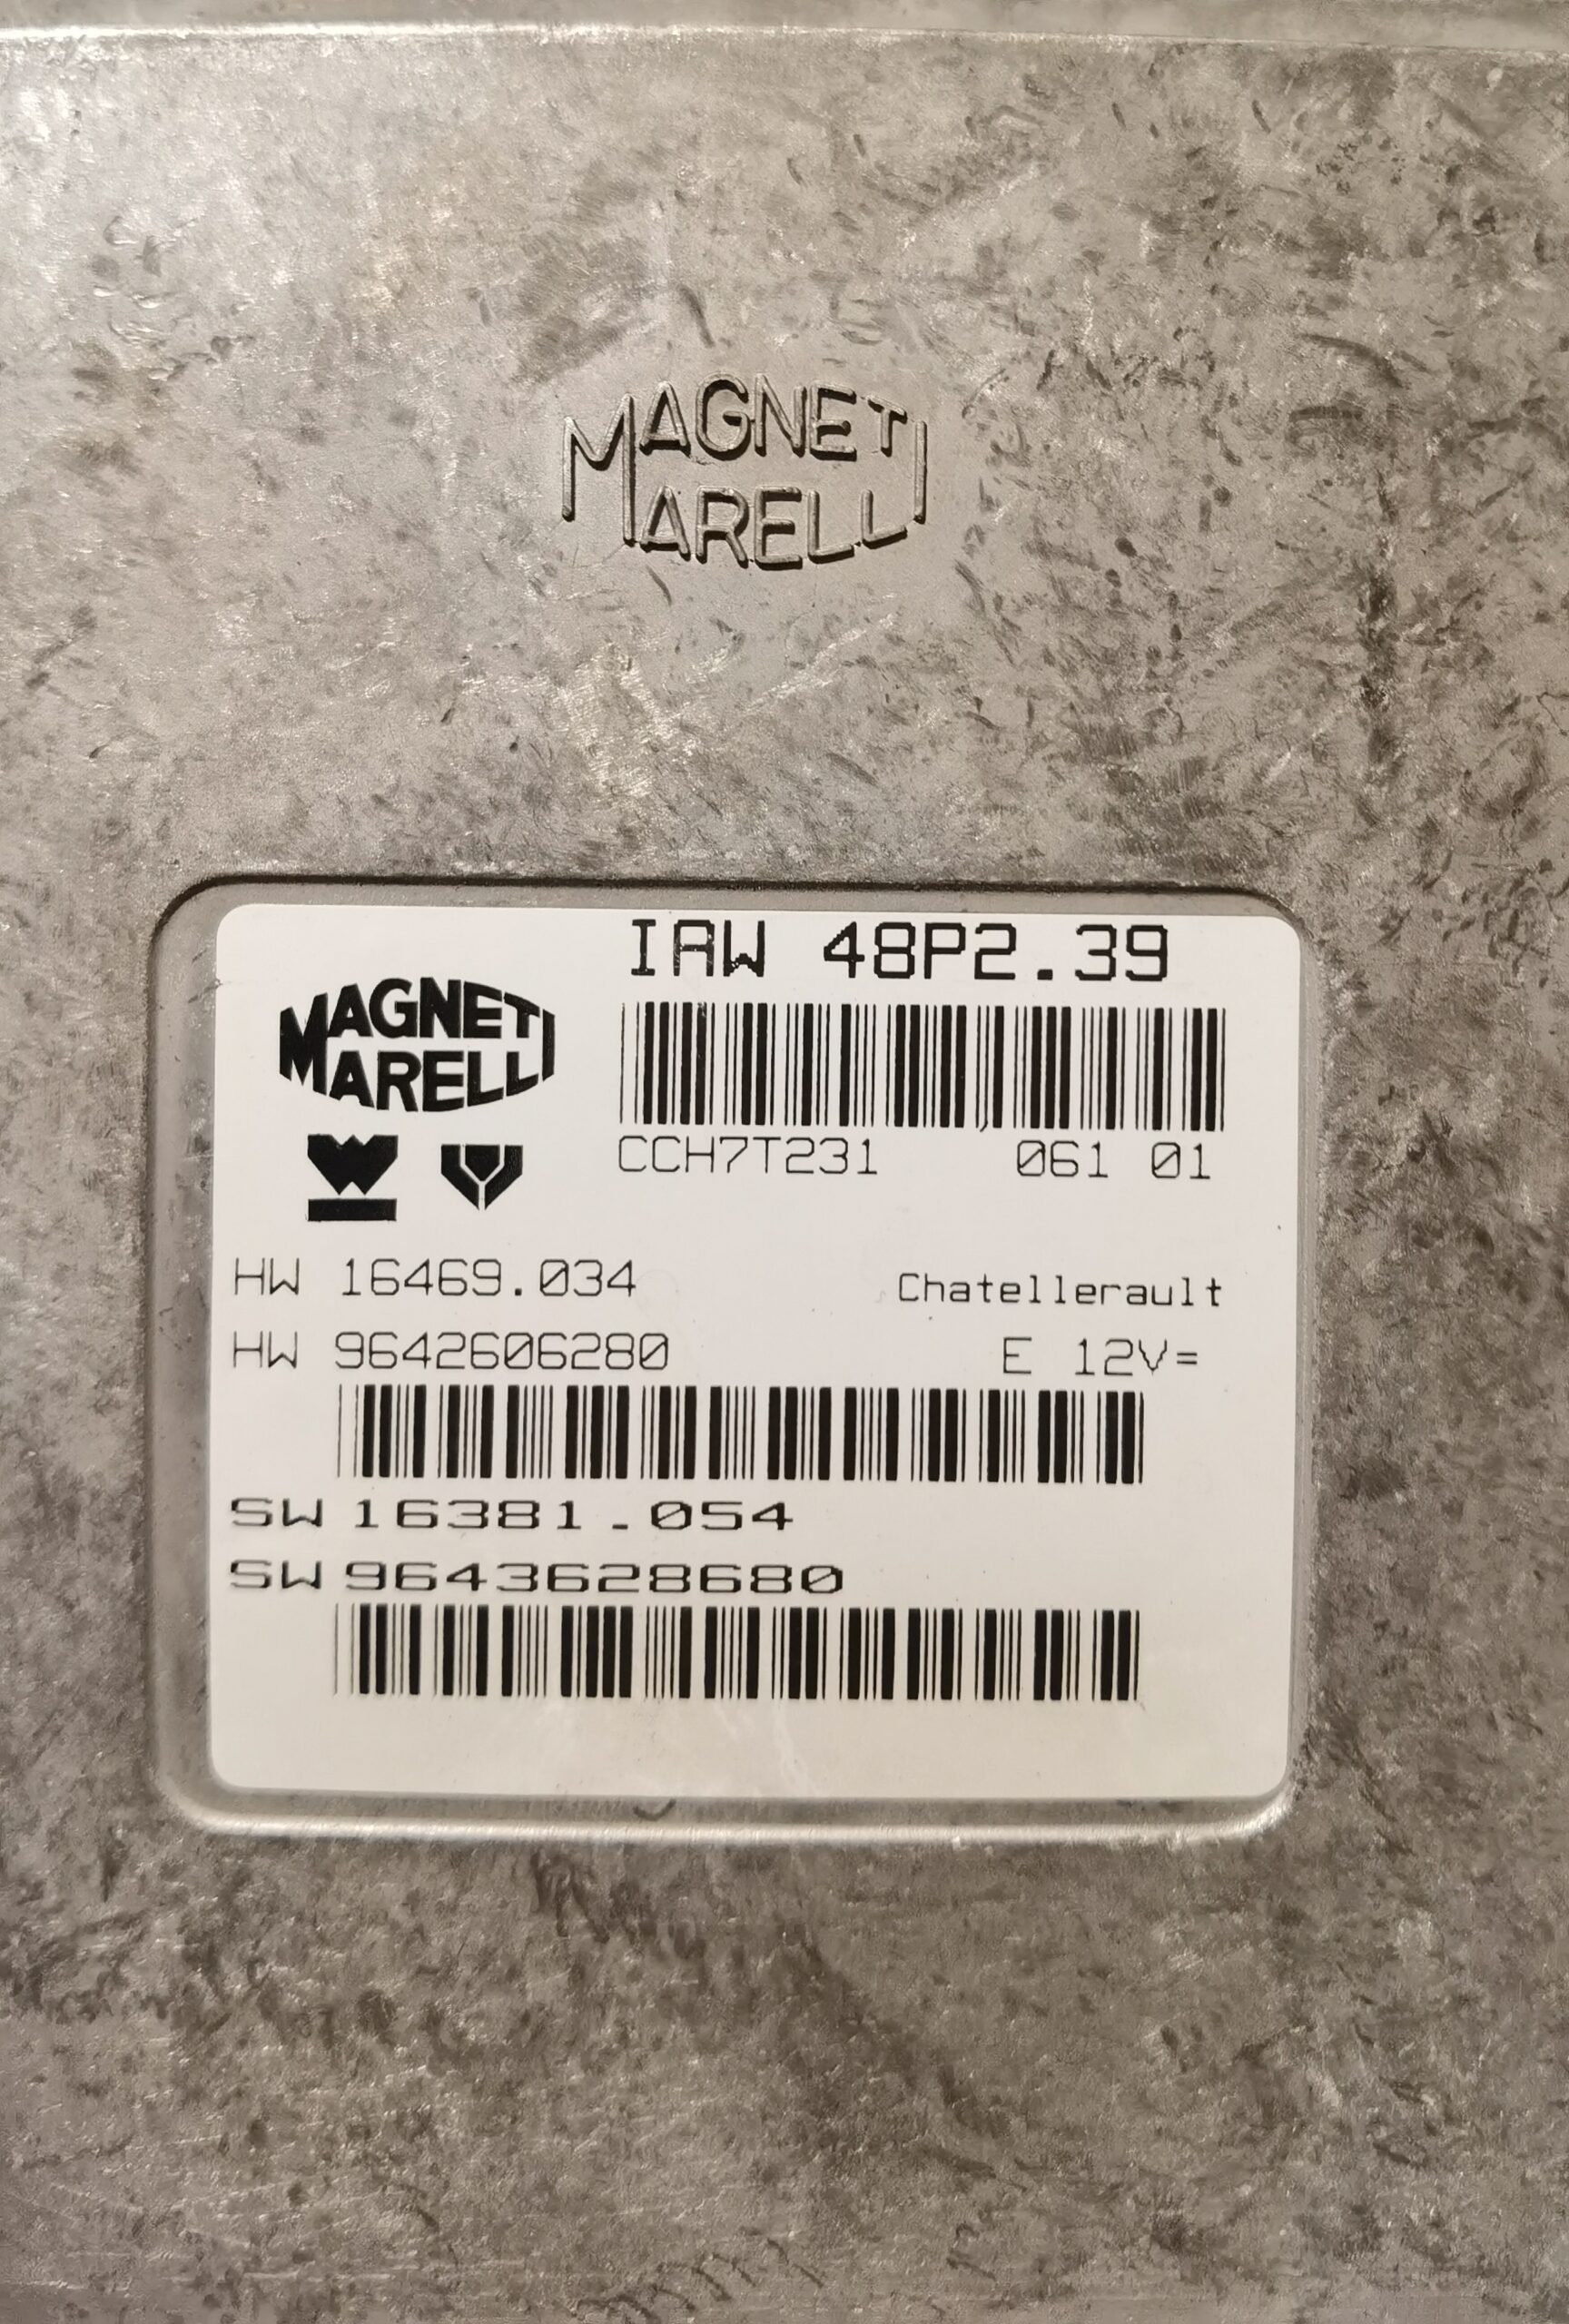 MAGNETI
MARELLI
IAW 48P2.39
MAGNETI
MARELLI
CCH7T231 061 01
HW 16469.034 Chatellerault
HW 9642606280 E 12V=
SW 16381.054
SW 9643628680